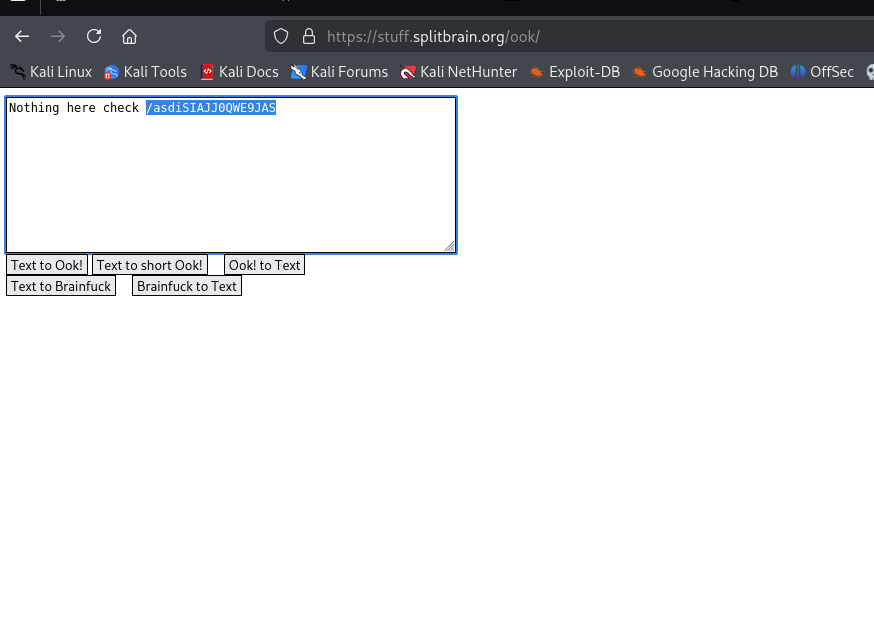 https://stuff.splitbrain.org/ook/
Kali Linux Kali Tools Kali Docs Kali Forums Kali NetHunter Exploit-DB Google Hacking DB OffSec
Nothing here check /asdiSIAJJ0QWE9JAS
Text to Ook! Text to short Ook! Ook! to Text
Text to Brainfuck Brainfuck to Text